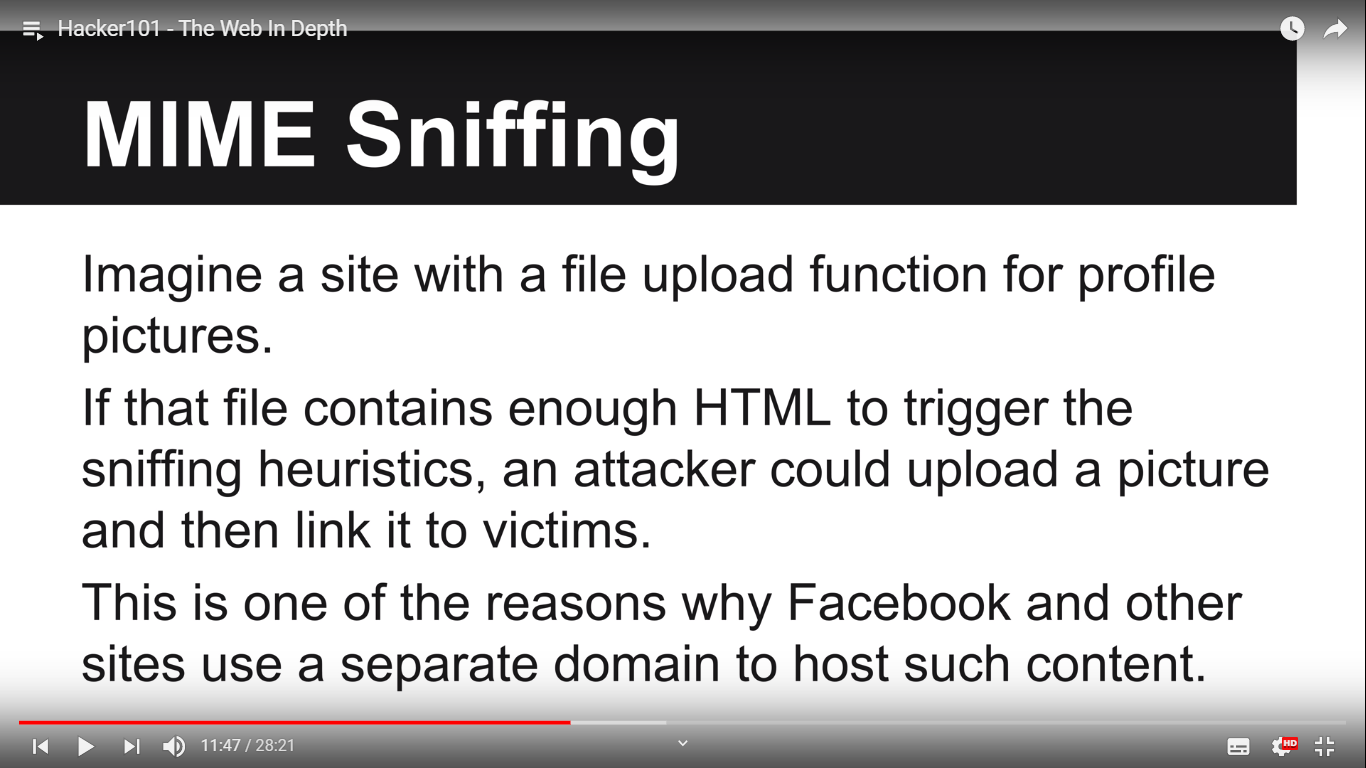 Hacker101 - The Web In Depth
MIME Sniffing
Imagine a site with a file upload function for profile
pictures.
If that file contains enough HTML to trigger the
sniffing heuristics, an attacker could upload a picture
and then link it to victims.
This is one of the reasons why Facebook and other
sites use a separate domain to host such content.
11:47 / 28:21
HD